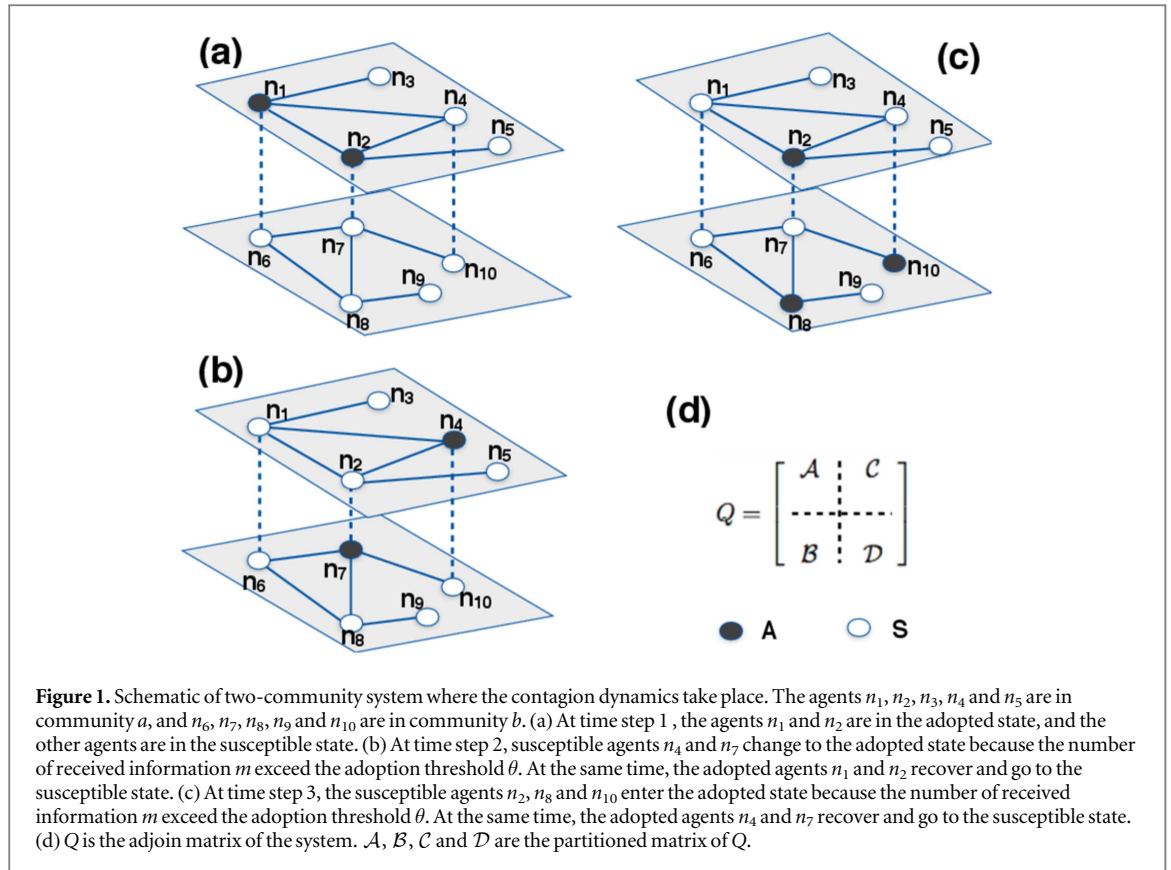 (a)
n1
n3
n4
n2
n5
n6
n7
n8
n9
n10
(c)
n1
n3
n4
n2
n5
n6
n7
n8
n9
n10
(b)
n1
n3
n4
n2
n5
n6
n7
n8
n9
n10
(d)
Q = [ 𝒜 𝒞
ℬ 𝒟 ]
A S
Figure 1. Schematic of two-community system where the contagion dynamics take place. The agents n1, n2, n3, n4 and n5 are in
community a, and n6, n7, n8, n9 and n10 are in community b. (a) At time step 1 , the agents n1 and n2 are in the adopted state, and the
other agents are in the susceptible state. (b) At time step 2, susceptible agents n4 and n7 change to the adopted state because the number
of received information m exceed the adoption threshold θ. At the same time, the adopted agents n1 and n2 recover and go to the
susceptible state. (c) At time step 3, the susceptible agents n2, n8 and n10 enter the adopted state because the number of received
information m exceed the adoption threshold θ. At the same time, the adopted agents n4 and n7 recover and go to the susceptible state.
(d) Q is the adjoin matrix of the system. 𝒜, ℬ, 𝒞 and 𝒟 are the partitioned matrix of Q.